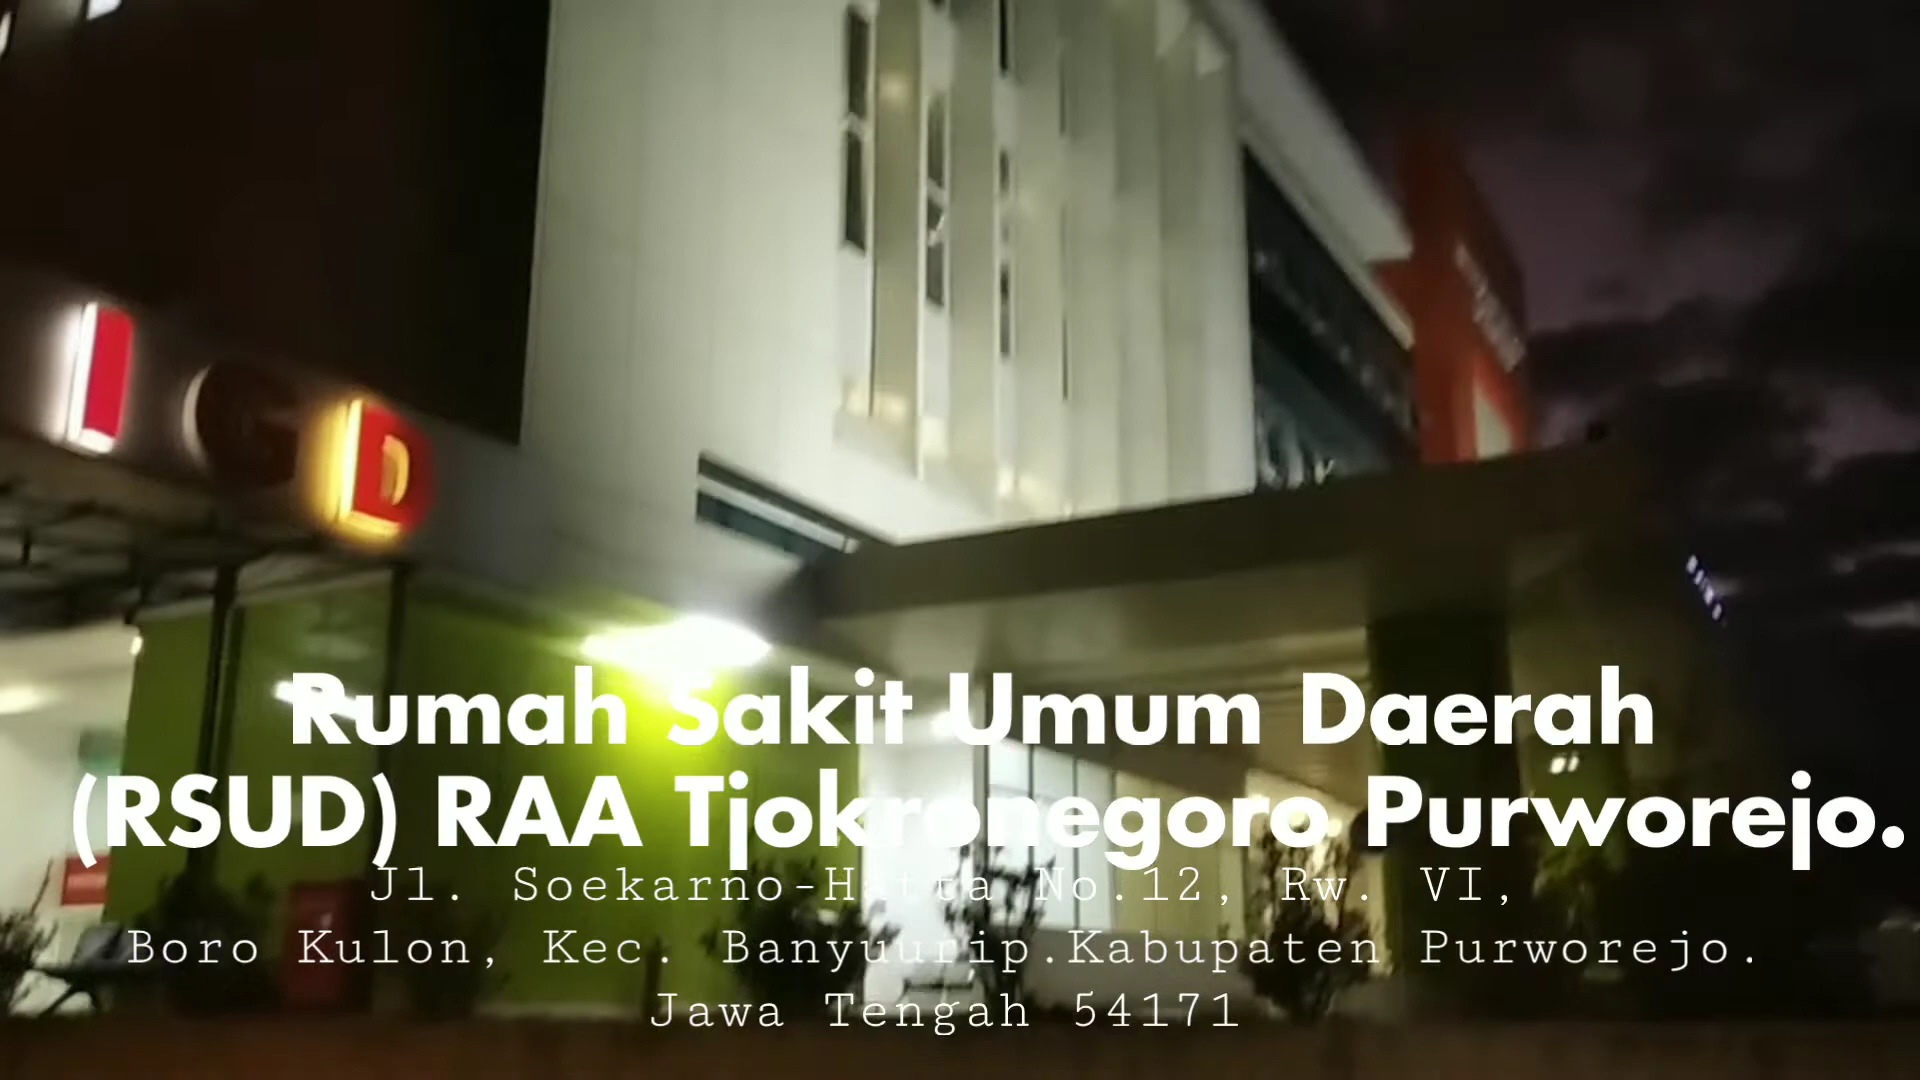 IGD
Rumah Sakit Umum Daerah
(RSUD) RAA Tjokronegoro Purworejo.
Jl. Soekarno-Hatta No.12, Rw. VI,
Boro Kulon, Kec. Banyuurip.Kabupaten Purworejo.
Jawa Tengah 54171